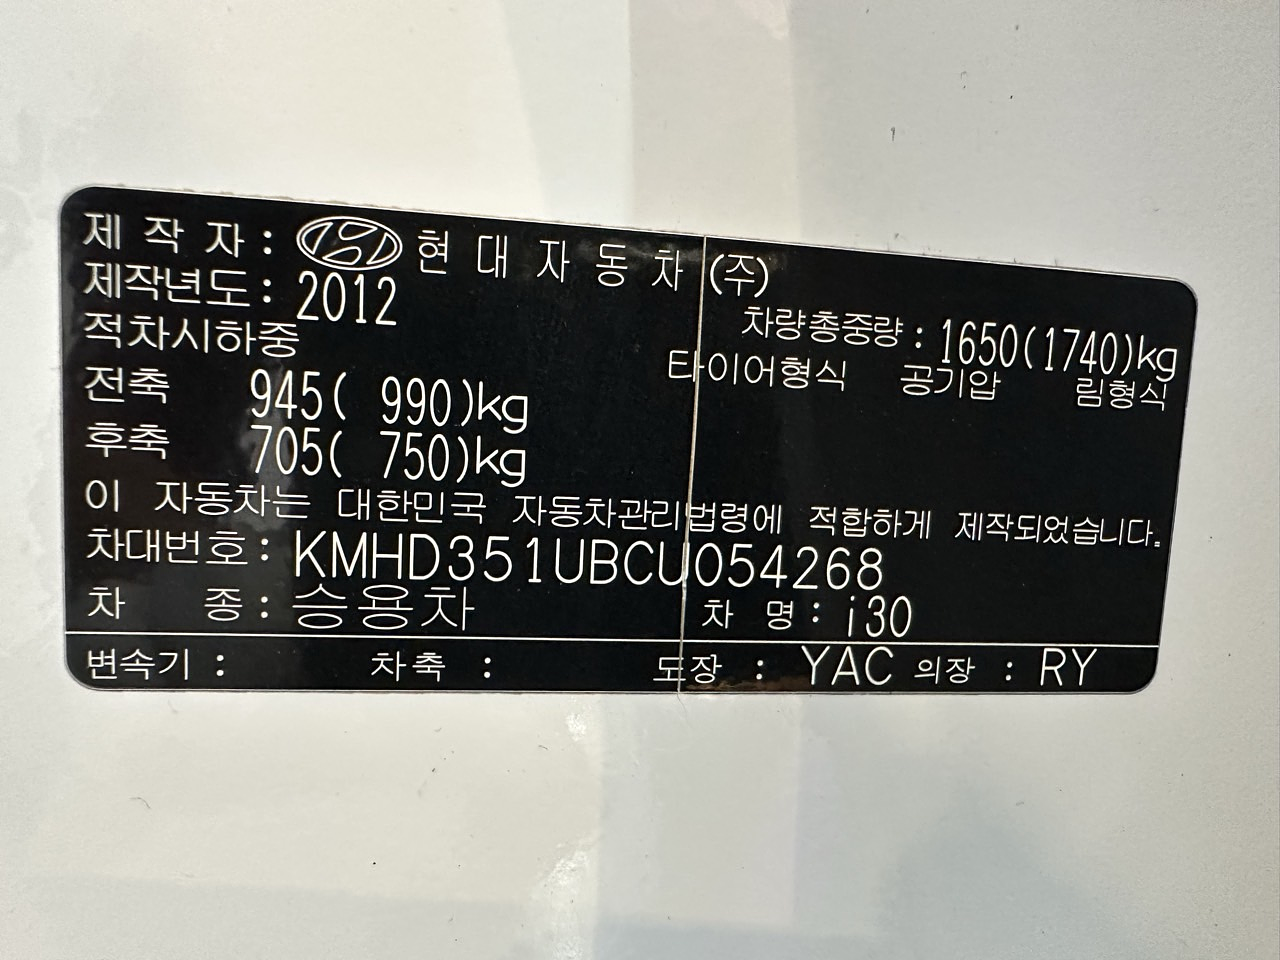 제 작 자 : 현 대 자 동 차 (주)
제작년도 : 2012
차량총중량 : 1650(1740)kg
적차시하중
타이어형식 공기압 림형식
전축 945( 990)kg
후축 705( 750)kg
이 자동차는 대한민국 자동차관리법령에 적합하게 제작되었습니다.
차대번호 : KMHD351UBCU054268
차 종 : 승용차 차 명 : i30
변속기 : 차축 : 도장 : YAC 의장 : RY